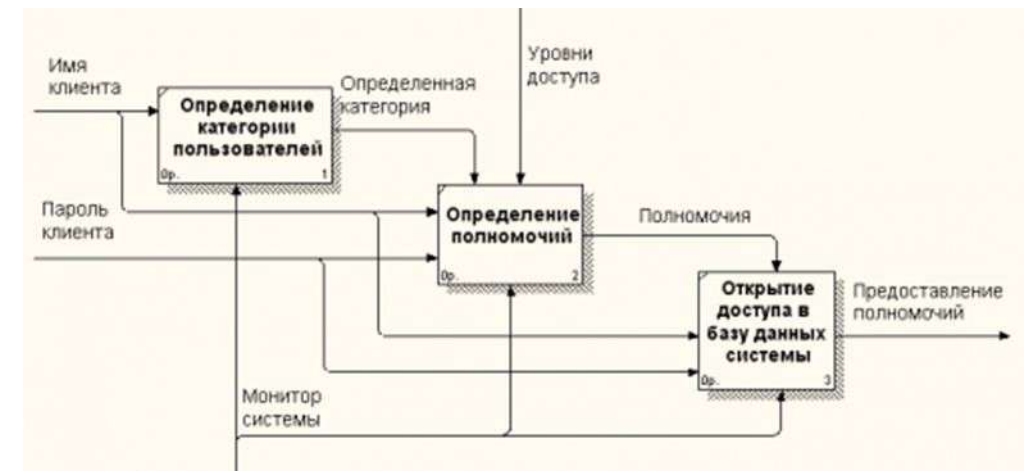 Имя
клиента
Определение
категории
пользователей
0р.
1
Определенная
категория
Уровни
доступа
Пароль
клиента
Определение
полномочий
0р.
2
Полномочия
Открытие
доступа в
базу данных
системы
0р.
3
Предоставление
полномочий
Монитор
системы